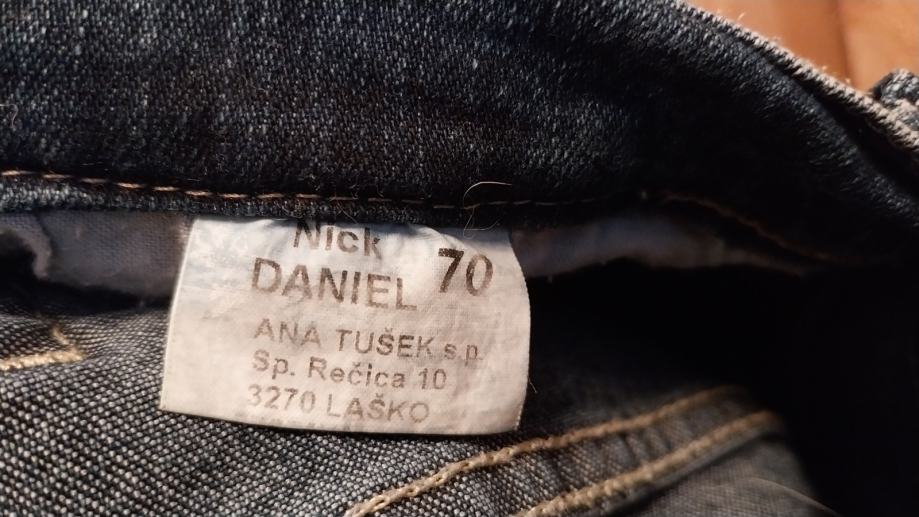 Nick
DANIEL 70
ANA TUŠEK s.p.
Sp. Rečica 10
3270 LAŠKO